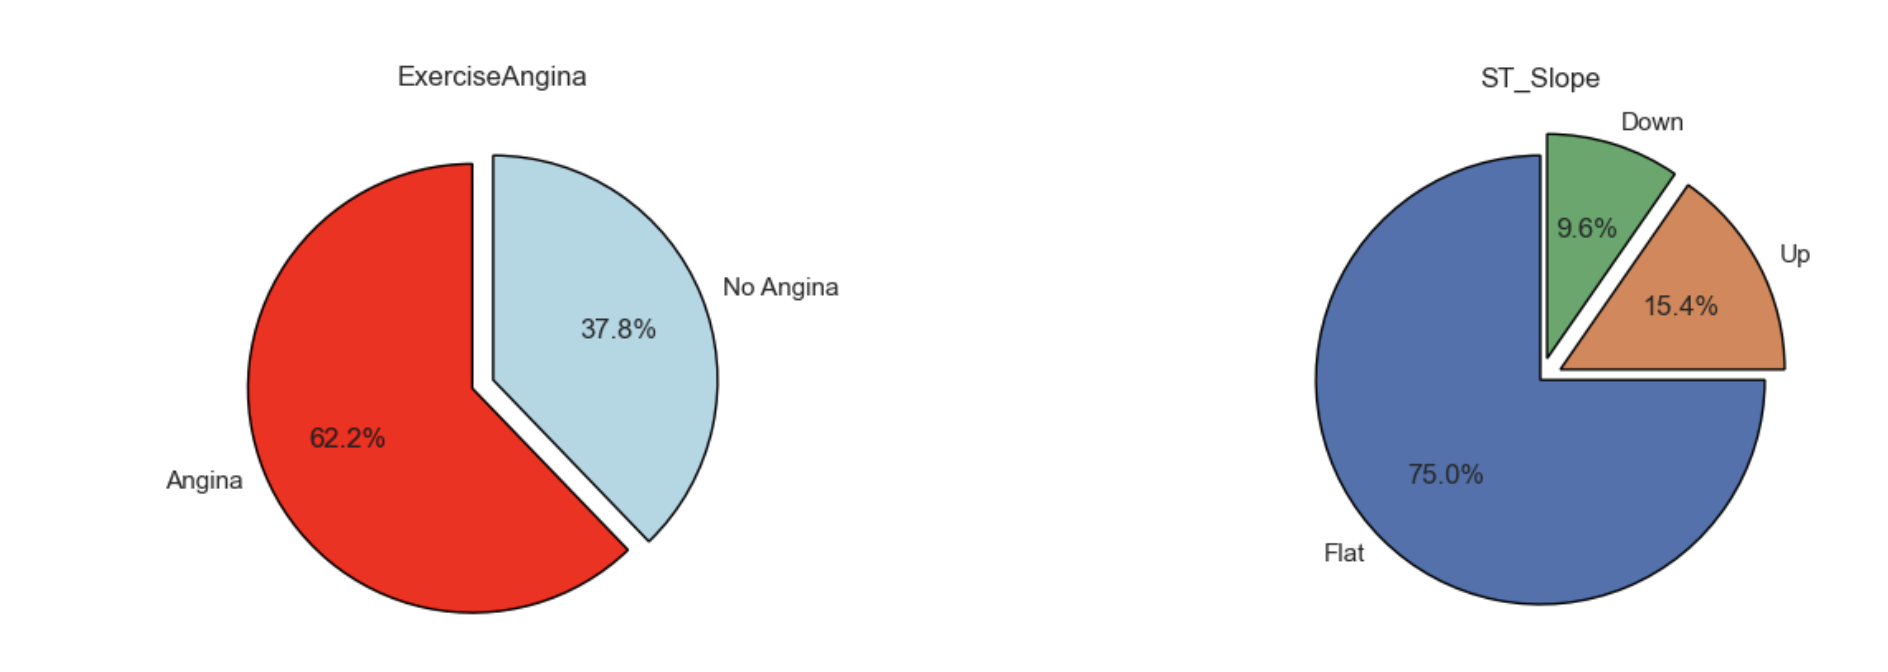 ExerciseAngina
No Angina
37.8%
62.2%
Angina
ST_Slope
Down
9.6%
Up
15.4%
75.0%
Flat